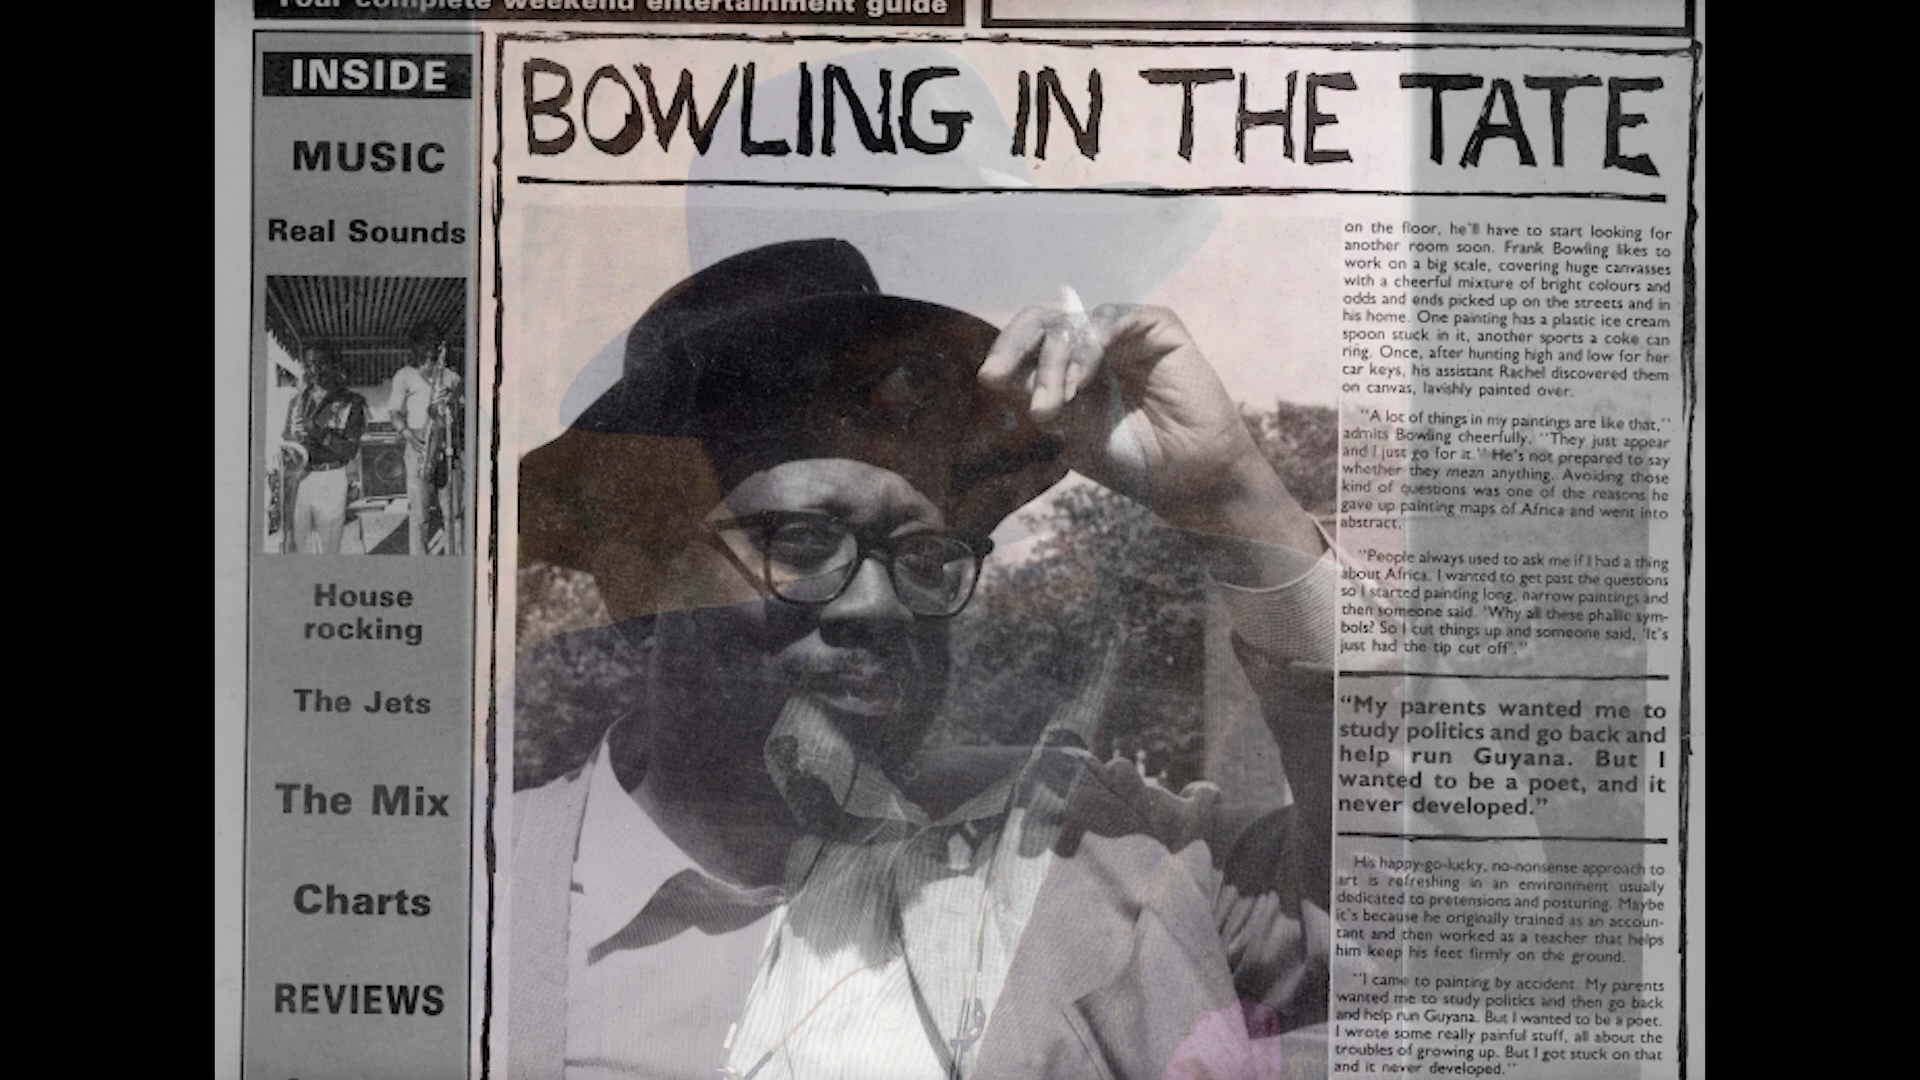 Your complete weekend entertainment guide
INSIDE
MUSIC
Real Sounds
House
rocking
The Jets
The Mix
Charts
REVIEWS
BOWLING IN THE TATE
on the floor, he'll have to start looking for
another room soon. Frank Bowling likes to
work on a big scale, covering huge canvasses
with a cheerful mixture of bright colours and
odds and ends picked up on the streets and in
his home. One painting has a plastic ice cream
spoon stuck in it, another sports a coke can
ring. Once, after hunting high and low for her
car keys, his assistant Rachel discovered them
on canvas, lavishly painted over.
"A lot of things in my paintings are like that,"
admits Bowling cheerfully. "They just appear
and I just go for it." He's not prepared to say
whether they mean anything. Avoiding those
kind of questions was one of the reasons he
gave up painting maps of Africa and went into
abstract.
"People always used to ask me if I had a thing
about Africa. I wanted to get past the questions
so I started painting long, narrow paintings and
then someone said. 'Why all these phallic sym-
bols? So I cut things up and someone said, 'It's
just had the tip cut off'."
"My parents wanted me to
study politics and go back and
help run Guyana. But I
wanted to be a poet, and it
never developed."
His happy-go-lucky, no-nonsense approach to
art is refreshing in an environment usually
dedicated to pretensions and posturing. Maybe
it's because he originally trained as an accoun-
tant and then worked as a teacher that helps
him keep his feet firmly on the ground.
"I came to painting by accident. My parents
wanted me to study politics and then go back
and help run Guyana. But I wanted to be a poet.
I wrote some really painful stuff, all about the
troubles of growing up. But I got stuck on that
and it never developed."